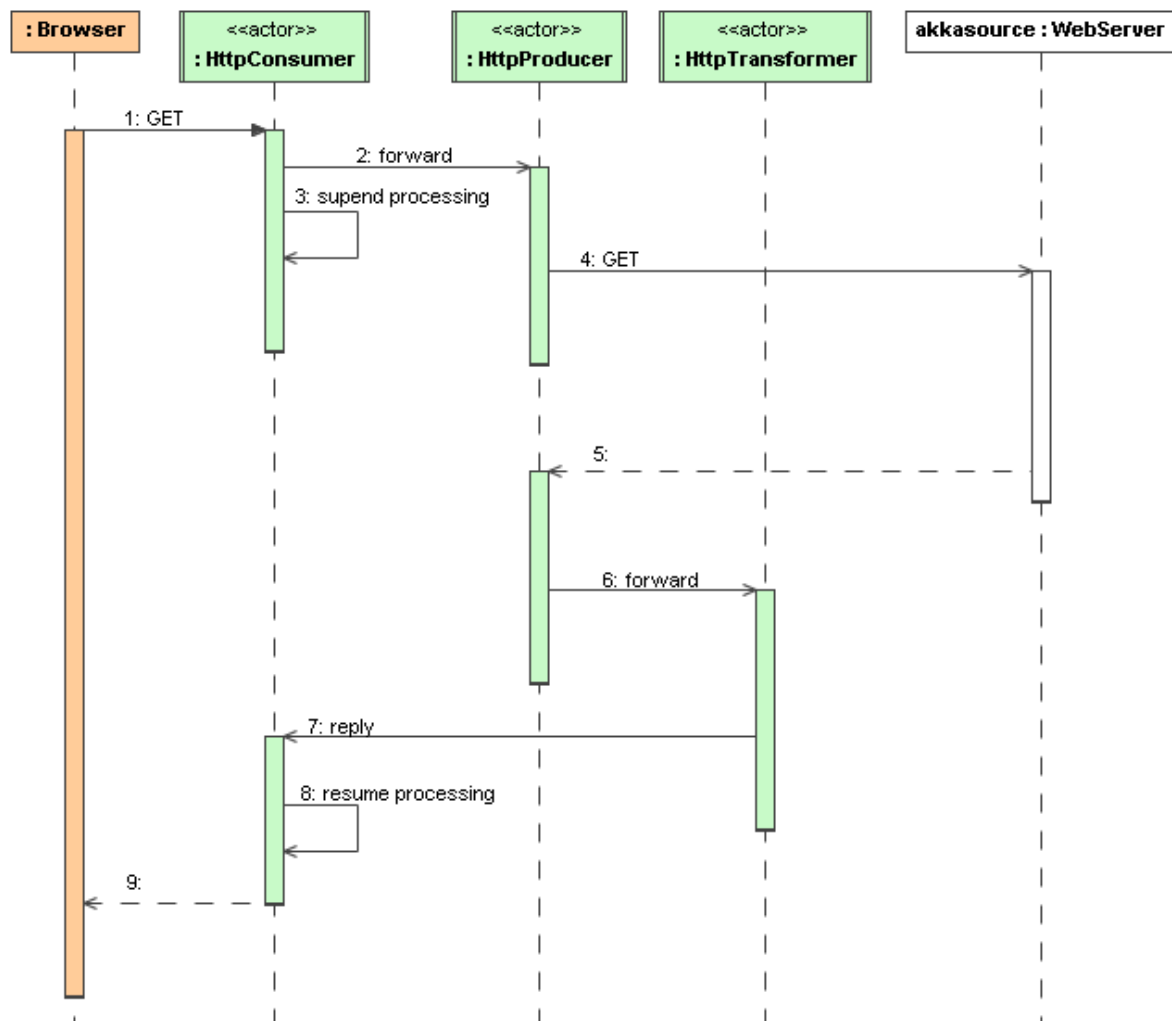 : Browser
<<actor>>
: HttpConsumer
<<actor>>
: HttpProducer
<<actor>>
: HttpTransformer
akkasource : WebServer
1: GET
2: forward
3: supend processing
4: GET
5:
6: forward
7: reply
8: resume processing
9: